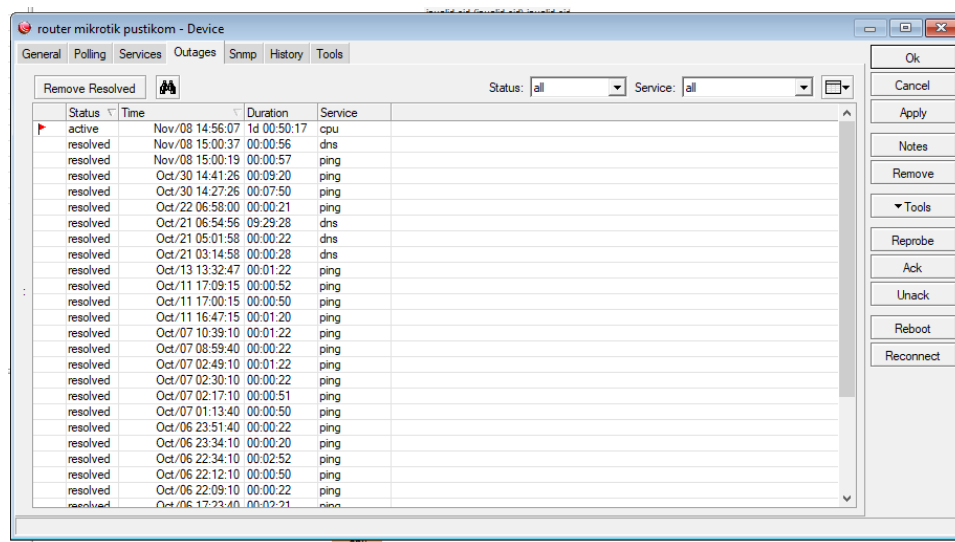 router mikrotik pustikom - Device
General Polling Services Outages Snmp History Tools
Remove Resolved Status: all Service: all
Status Time Duration Service
active Nov/08 14:56:07 1d 00:50:17 cpu
resolved Nov/08 15:00:37 00:00:56 dns
resolved Nov/08 15:00:19 00:00:57 ping
resolved Oct/30 14:41:26 00:09:20 ping
resolved Oct/30 14:27:26 00:07:50 ping
resolved Oct/22 06:58:00 00:00:21 ping
resolved Oct/21 06:54:56 09:29:28 dns
resolved Oct/21 05:01:58 00:00:22 dns
resolved Oct/21 03:14:58 00:00:28 dns
resolved Oct/13 13:32:47 00:01:22 ping
resolved Oct/11 17:09:15 00:00:52 ping
resolved Oct/11 17:00:15 00:00:50 ping
resolved Oct/11 16:47:15 00:01:20 ping
resolved Oct/07 10:39:10 00:01:22 ping
resolved Oct/07 08:59:40 00:00:22 ping
resolved Oct/07 02:49:10 00:01:22 ping
resolved Oct/07 02:30:10 00:00:22 ping
resolved Oct/07 02:17:10 00:00:51 ping
resolved Oct/07 01:13:40 00:00:50 ping
resolved Oct/06 23:51:40 00:00:22 ping
resolved Oct/06 23:34:10 00:00:20 ping
resolved Oct/06 22:34:10 00:02:52 ping
resolved Oct/06 22:12:10 00:00:50 ping
resolved Oct/06 22:09:10 00:00:22 ping
resolved Oct/06 17:23:40 00:02:21 ping
Ok
Cancel
Apply
Notes
Remove
Tools
Reprobe
Ack
Unack
Reboot
Reconnect